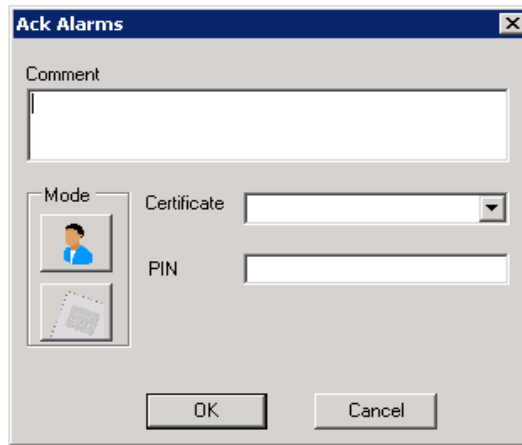 Ack Alarms
Comment
Mode
Certificate
PIN
OK
Cancel